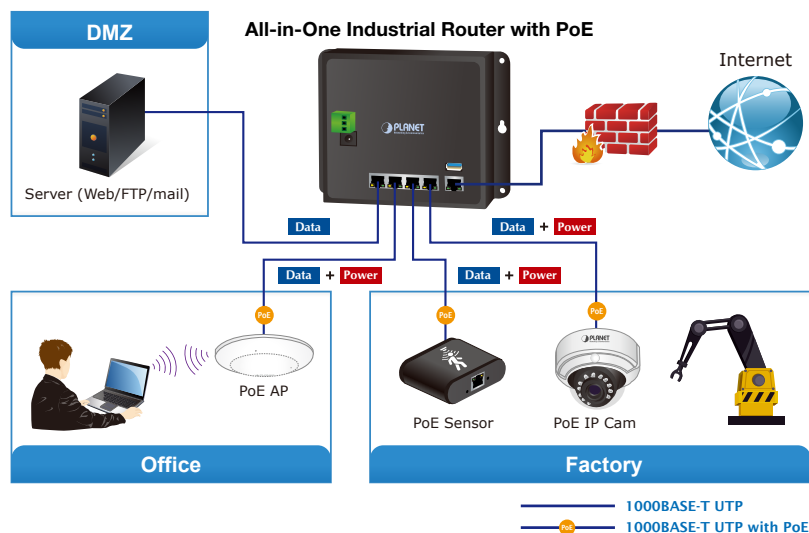 DMZ
All-in-One Industrial Router with PoE
Internet
PLANET
Server (Web/FTP/mail)
Data
Data + Power
Data + Power
Data + Power
PoE
PoE
PoE
PLANET
PoE AP
PoE Sensor
PoE IP Cam
Office
Factory
1000BASE-T UTP
PoE
1000BASE-T UTP with PoE